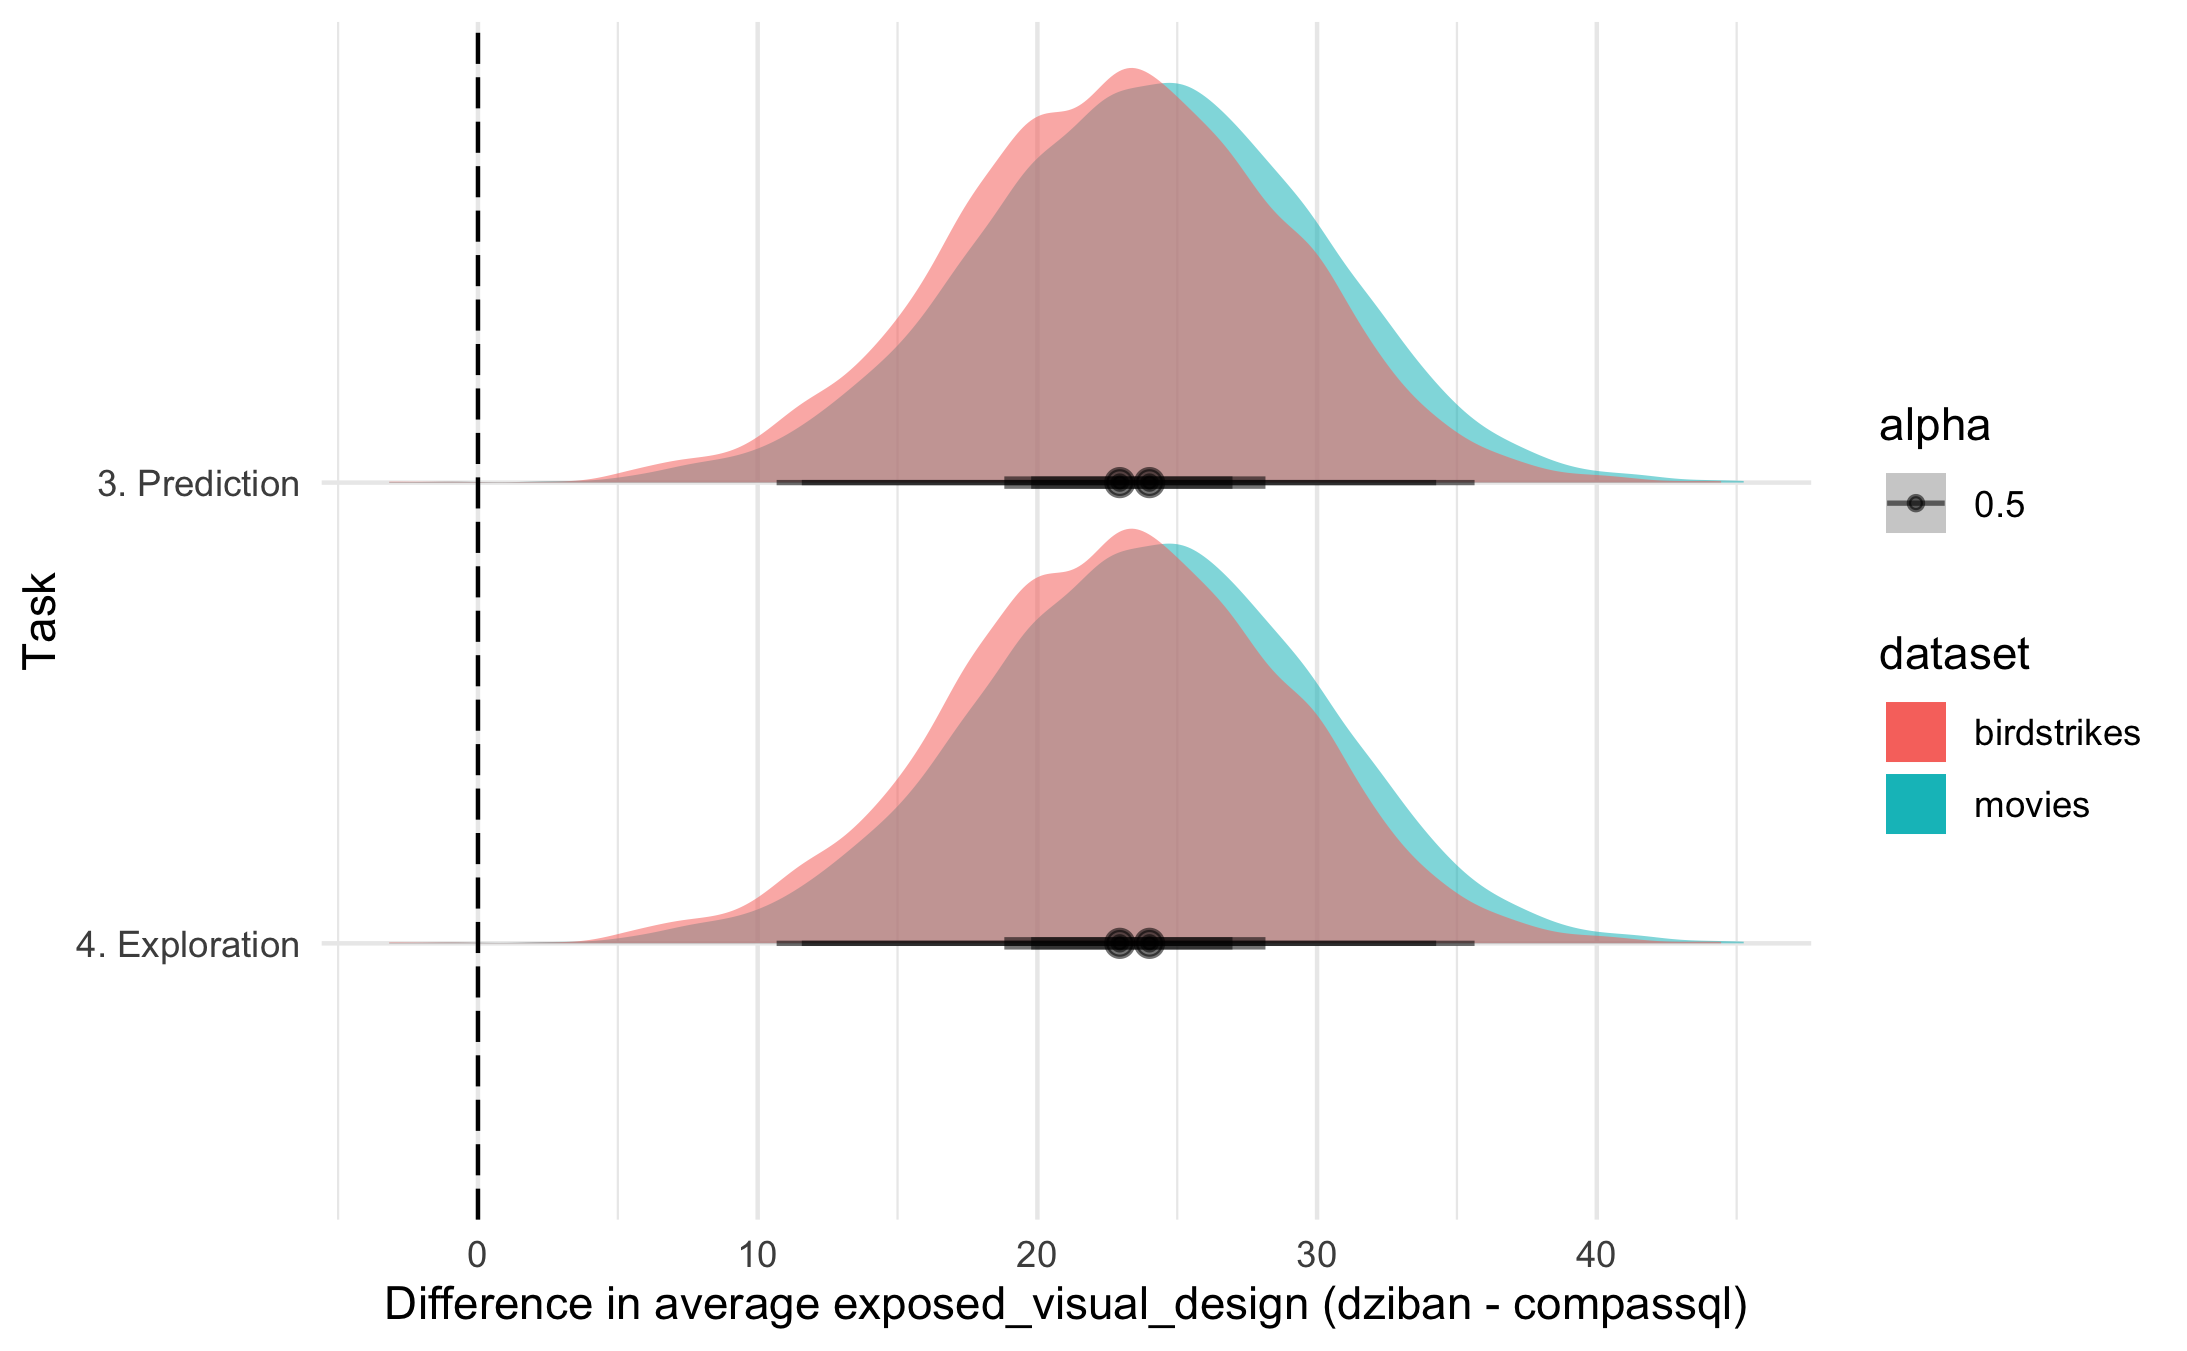 3. Prediction
4. Exploration
Task
0 10 20 30 40
Difference in average exposed_visual_design (dziban - compassql)
alpha
0.5
dataset
birdstrikes
movies